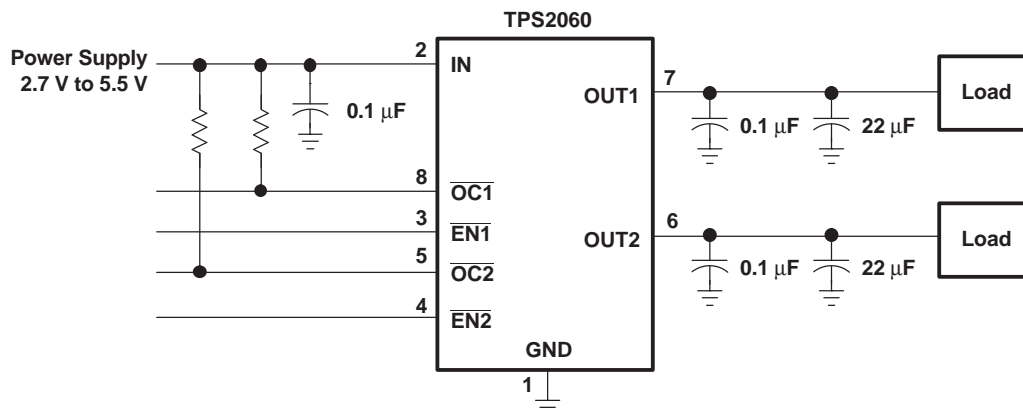 TPS2060
Power Supply
2.7 V to 5.5 V
2
IN
0.1 μF
7
OUT1
0.1 μF
22 μF
Load
8
OC1
3
EN1
5
OC2
4
EN2
6
OUT2
0.1 μF
22 μF
Load
GND
1